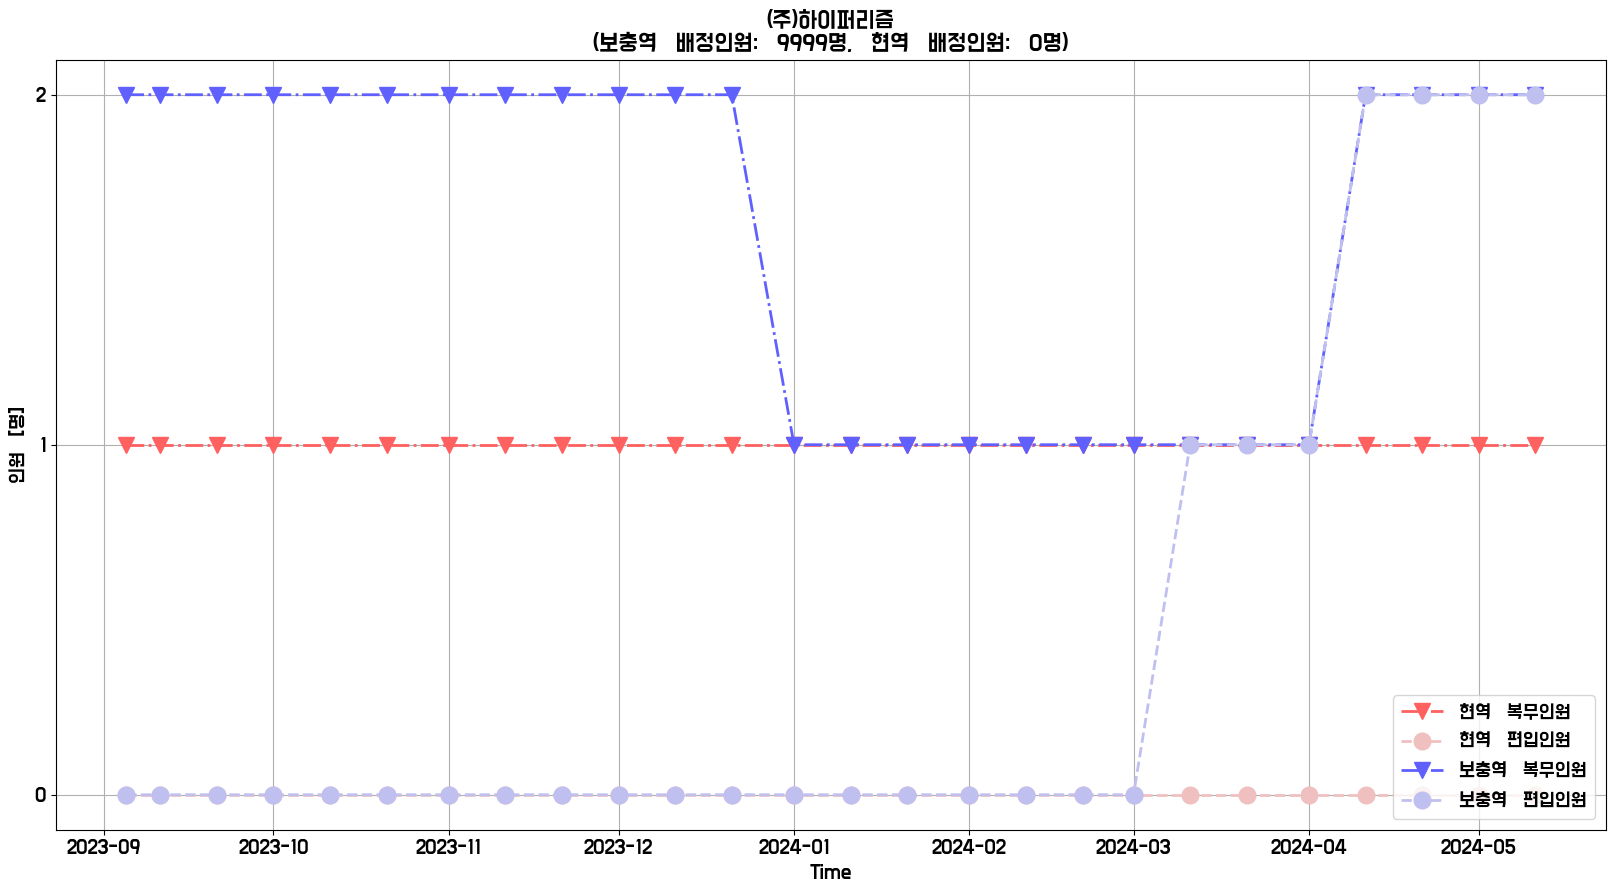 (주)하이퍼리즘
(보충역 배정인원: 9999명, 현역 배정인원: 0명)
2
1
0
인원 [명]
2023-09 2023-10 2023-11 2023-12 2024-01 2024-02 2024-03 2024-04 2024-05
Time
현역 복무인원
현역 편입인원
보충역 복무인원
보충역 편입인원